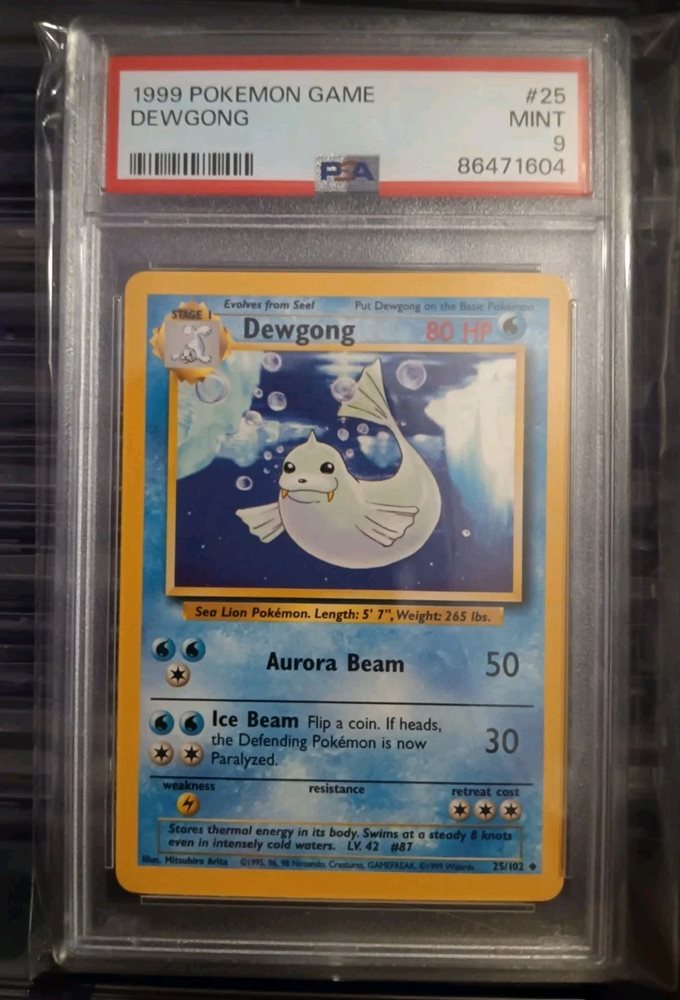 1999 POKEMON GAME #25
DEWGONG MINT
9
PSA 86471604
STAGE 1 Evolves from Seel Put Dewgong on the Basic Pokémon
Dewgong 80 HP
Sea Lion Pokémon. Length: 5' 7", Weight: 265 lbs.
Aurora Beam 50
Ice Beam Flip a coin. If heads,
the Defending Pokémon is now 30
Paralyzed.
weakness resistance retreat cost
Stores thermal energy in its body. Swims at a steady 8 knots
even in intensely cold waters. LV. 42 #87
Illus. Mitsuhiro Arita ©1995, 96, 98 Nintendo, Creatures, GAMEFREAK. ©1999 Wizards. 25/102